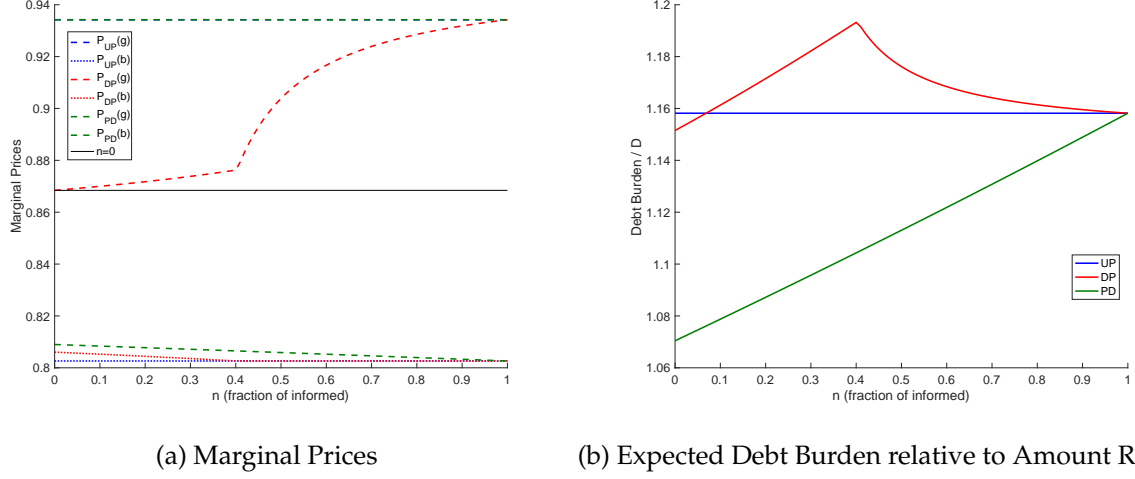 0.94
0.92
0.9
0.88
0.86
0.84
0.82
0.8
Marginal Prices
P_UP(g)
P_UP(b)
P_DP(g)
P_DP(b)
P_PD(g)
P_PD(b)
n=0
0 0.1 0.2 0.3 0.4 0.5 0.6 0.7 0.8 0.9 1
n (fraction of informed)
(a) Marginal Prices
1.2
1.18
1.16
1.14
1.12
1.1
1.08
1.06
Debt Burden / D
UP
DP
PD
0 0.1 0.2 0.3 0.4 0.5 0.6 0.7 0.8 0.9 1
n (fraction of informed)
(b) Expected Debt Burden relative to Amount R